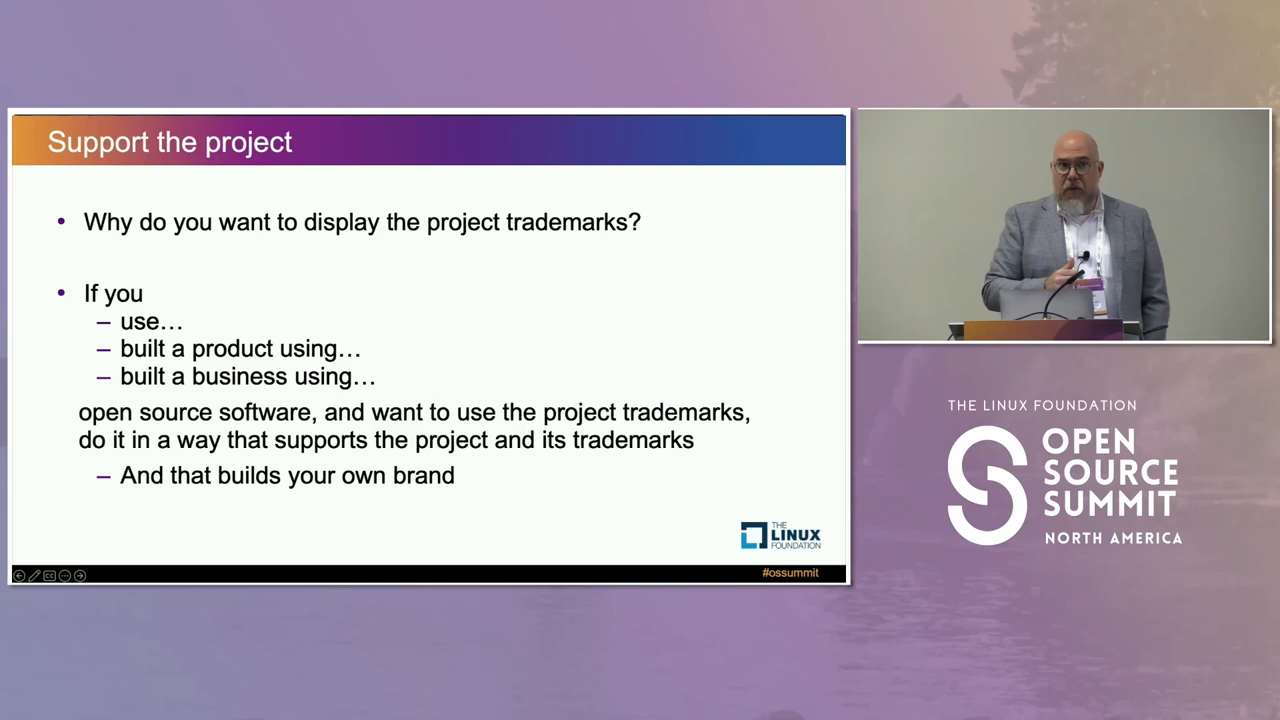 Support the project
• Why do you want to display the project trademarks?
• If you
– use…
– built a product using…
– built a business using…
open source software, and want to use the project trademarks,
do it in a way that supports the project and its trademarks
– And that builds your own brand
THE
LINUX
FOUNDATION
#ossummit
THE LINUX FOUNDATION
OPEN
SOURCE
SUMMIT
NORTH AMERICA